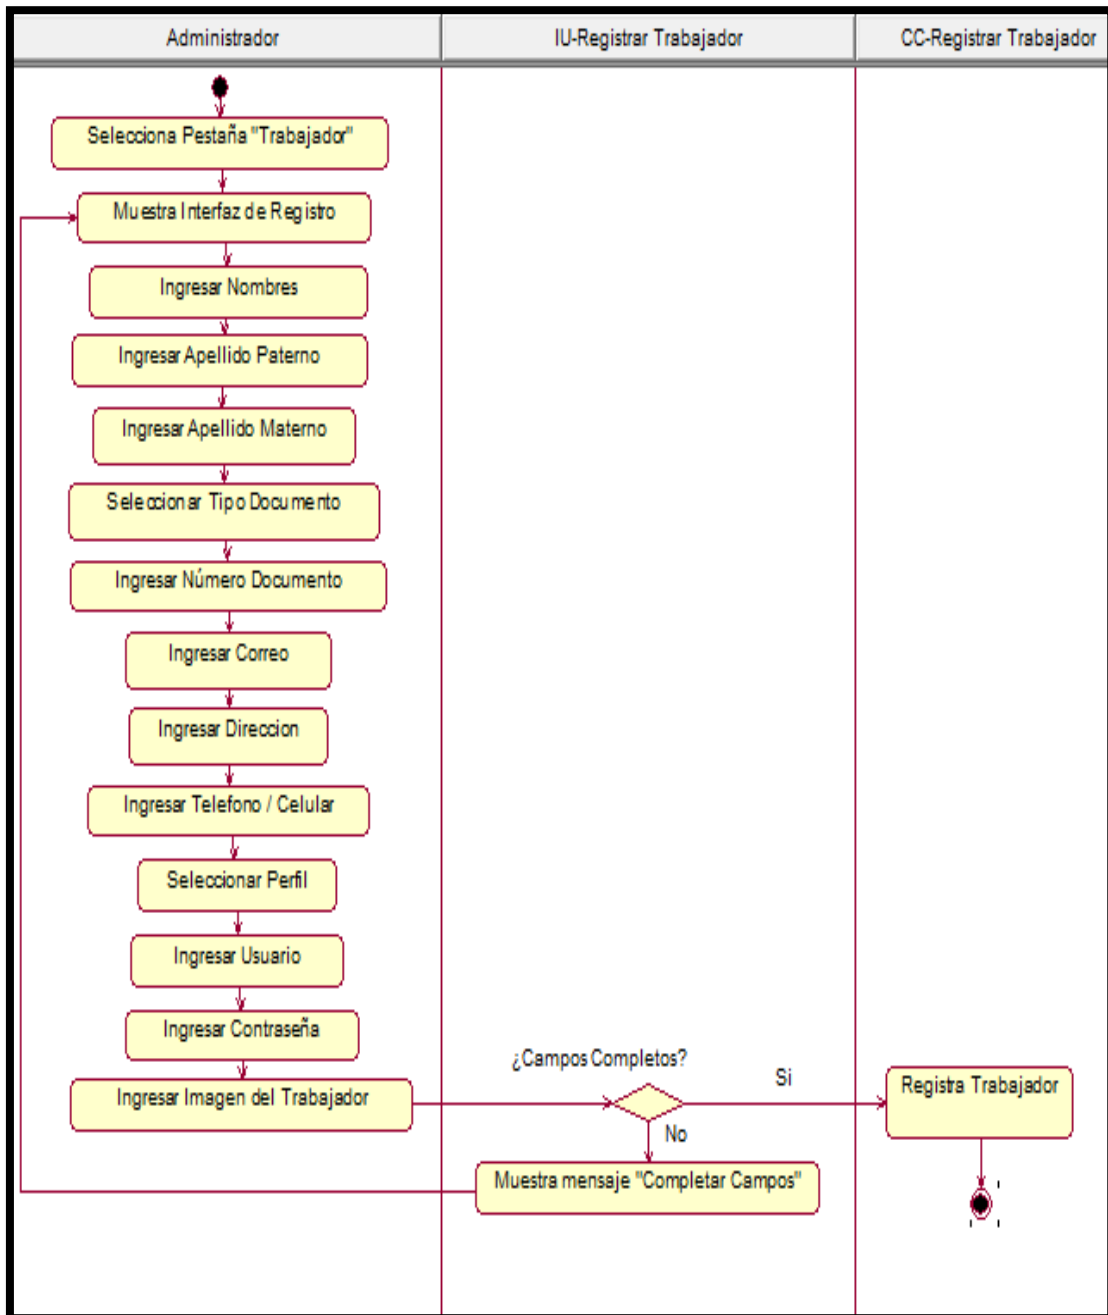 Administrador
IU-Registrar Trabajador
CC-Registrar Trabajador
Selecciona Pestaña "Trabajador"
Muestra Interfaz de Registro
Ingresar Nombres
Ingresar Apellido Paterno
Ingresar Apellido Materno
Seleccionar Tipo Documento
Ingresar Número Documento
Ingresar Correo
Ingresar Direccion
Ingresar Telefono / Celular
Seleccionar Perfil
Ingresar Usuario
Ingresar Contraseña
Ingresar Imagen del Trabajador
¿Campos Completos?
Si
No
Registra Trabajador
Muestra mensaje "Completar Campos"